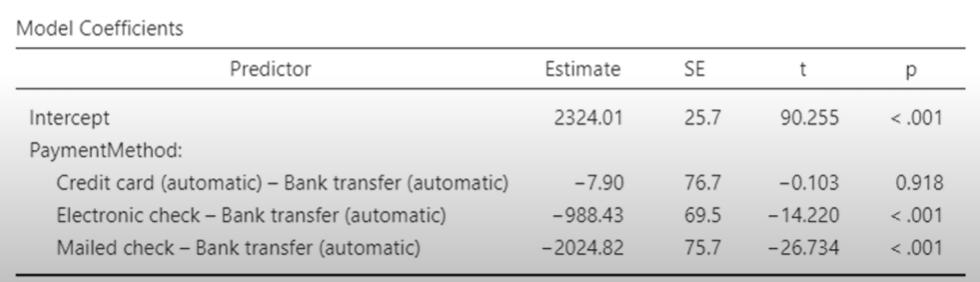 Model Coefficients
Predictor Estimate SE t p
Intercept 2324.01 25.7 90.255 < .001
PaymentMethod:
Credit card (automatic) – Bank transfer (automatic) −7.90 76.7 −0.103 0.918
Electronic check – Bank transfer (automatic) −988.43 69.5 −14.220 < .001
Mailed check – Bank transfer (automatic) −2024.82 75.7 −26.734 < .001